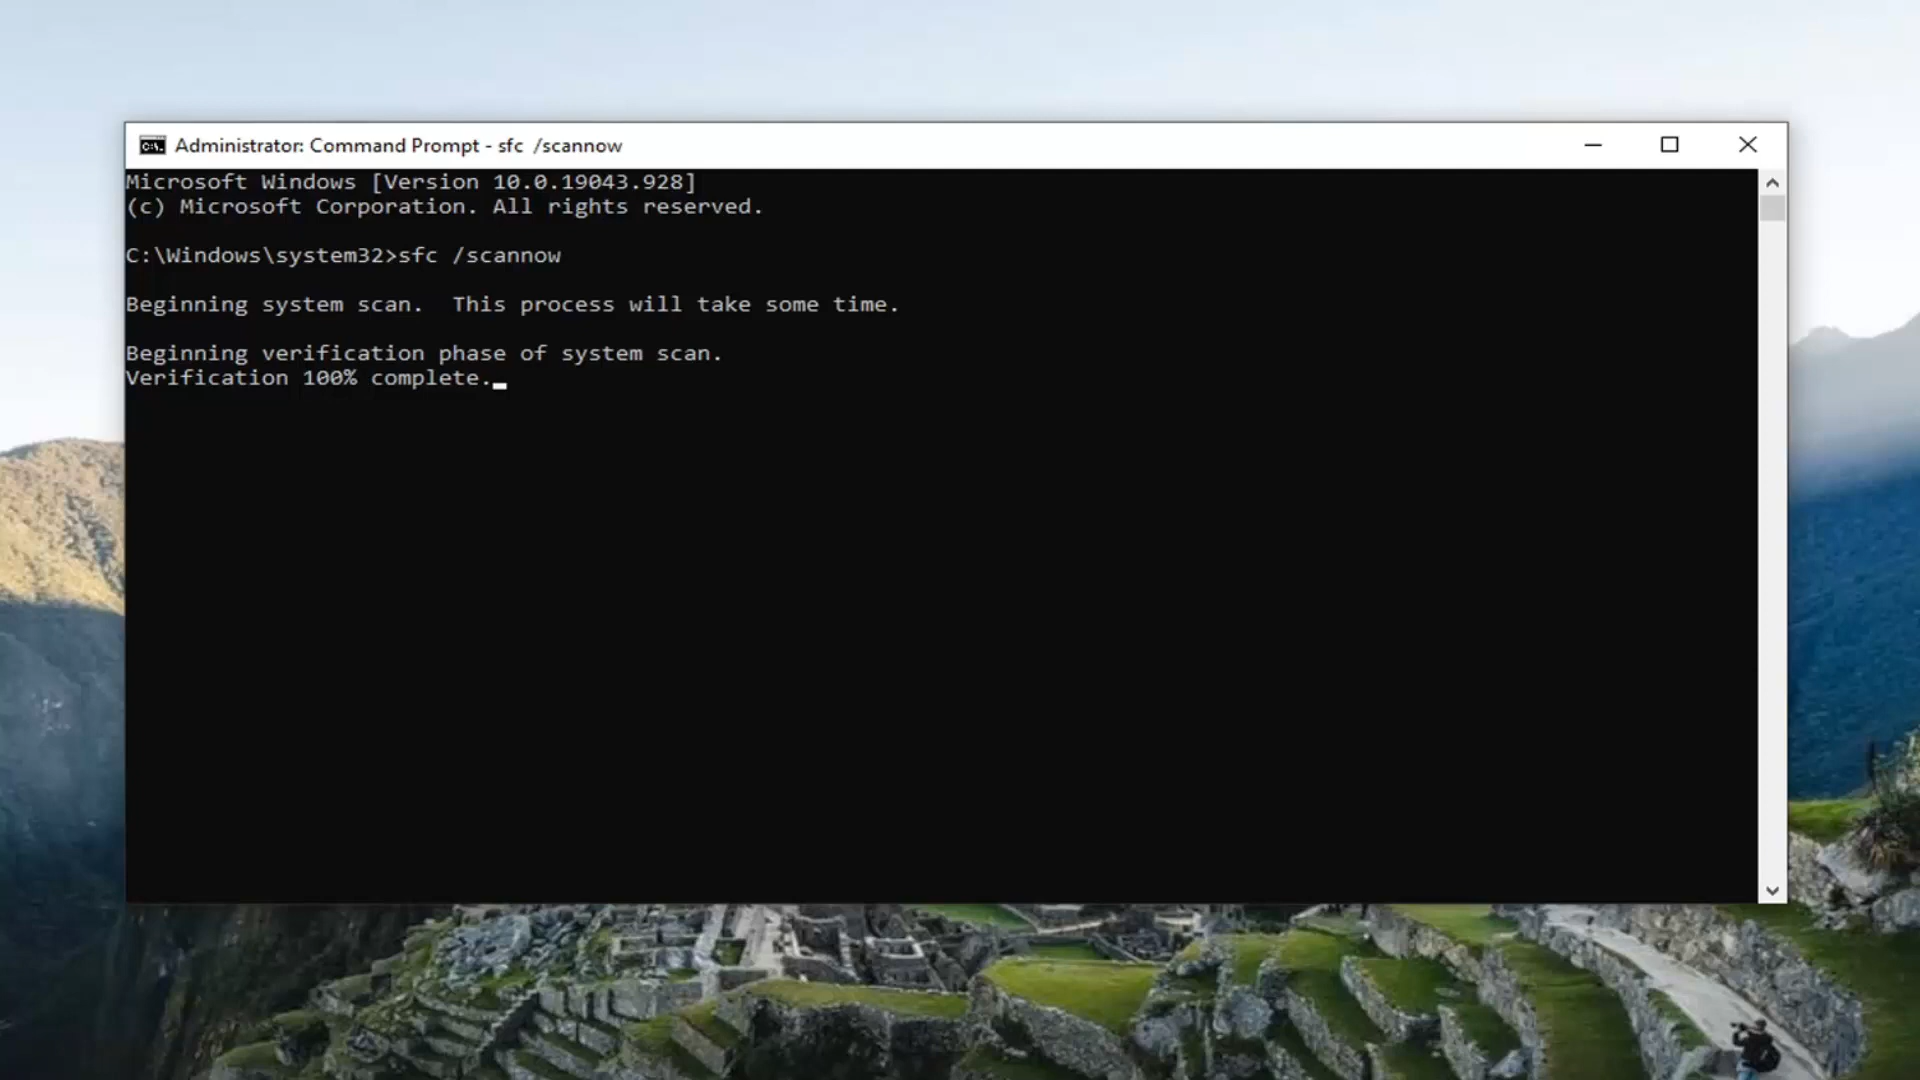 Administrator: Command Prompt - sfc  /scannow
Microsoft Windows [Version 10.0.19043.928]
(c) Microsoft Corporation. All rights reserved.
C:\Windows\system32>sfc /scannow
Beginning system scan.  This process will take some time.
Beginning verification phase of system scan.
Verification 100% complete.